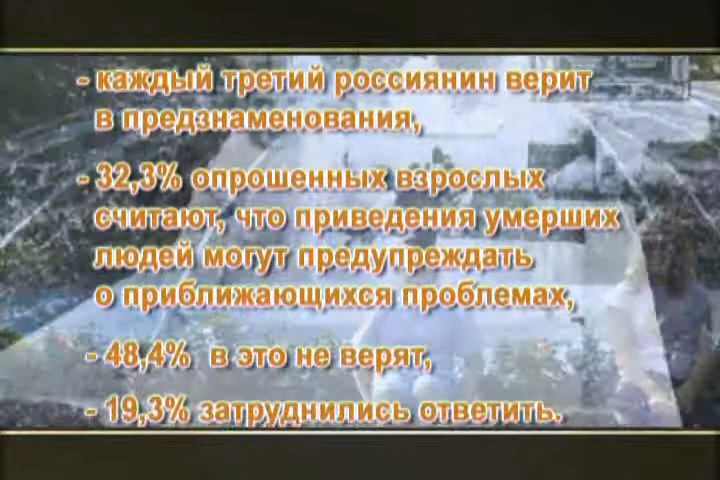 - каждый третий россиянин верит
в предзнаменования,
- 32,3% опрошенных взрослых
считают, что приведения умерших
людей могут предупреждать
о приближающихся проблемах,
- 48,4% в это не верят,
- 19,3% затруднились ответить.